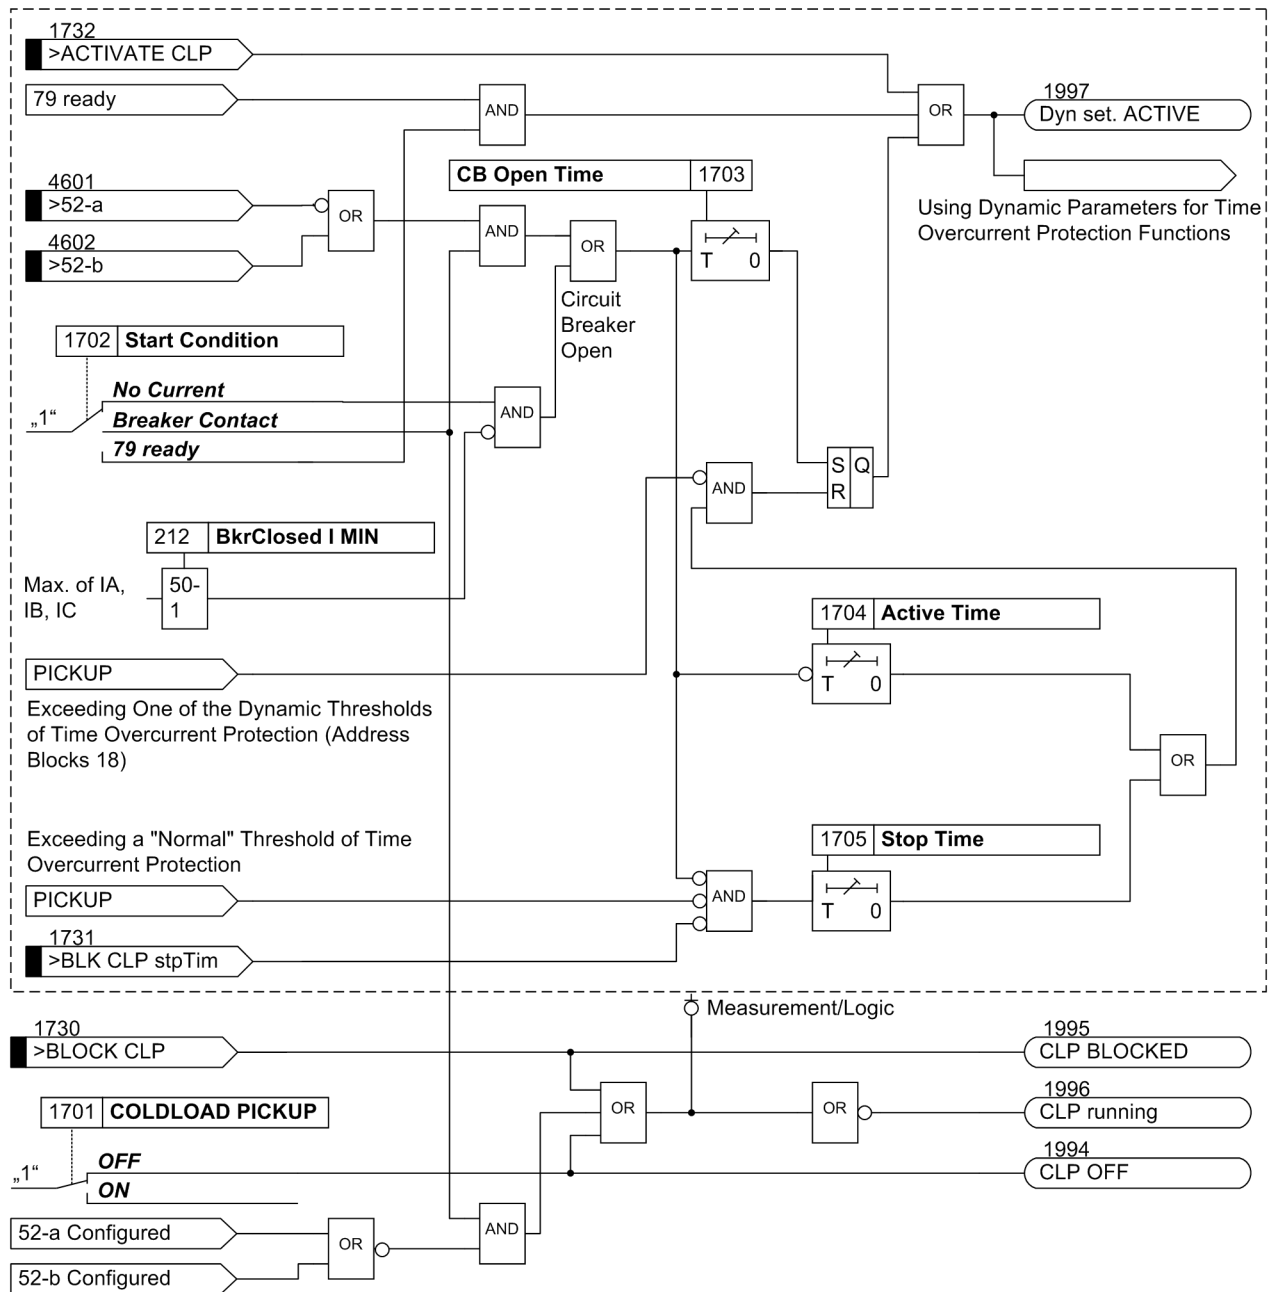 1732
>ACTIVATE CLP
79 ready
AND
OR
1997
Dyn set. ACTIVE
CB Open Time 1703
4601
>52-a
OR
AND
OR
T 0
Using Dynamic Parameters for Time
Overcurrent Protection Functions
4602
>52-b
Circuit
Breaker
Open
1702 Start Condition
No Current
„1“
Breaker Contact
79 ready
AND
S Q
R
AND
212 BkrClosed I MIN
Max. of IA,
IB, IC
50-
1
1704 Active Time
PICKUP
T 0
Exceeding One of the Dynamic Thresholds
of Time Overcurrent Protection (Address
Blocks 18)
OR
Exceeding a "Normal" Threshold of Time
Overcurrent Protection
1705 Stop Time
PICKUP
AND
T 0
1731
>BLK CLP stpTim
Measurement/Logic
1730
>BLOCK CLP
1995
CLP BLOCKED
1701 COLDLOAD PICKUP
OR
OR
1996
CLP running
„1“
OFF
ON
1994
CLP OFF
52-a Configured
OR
AND
52-b Configured